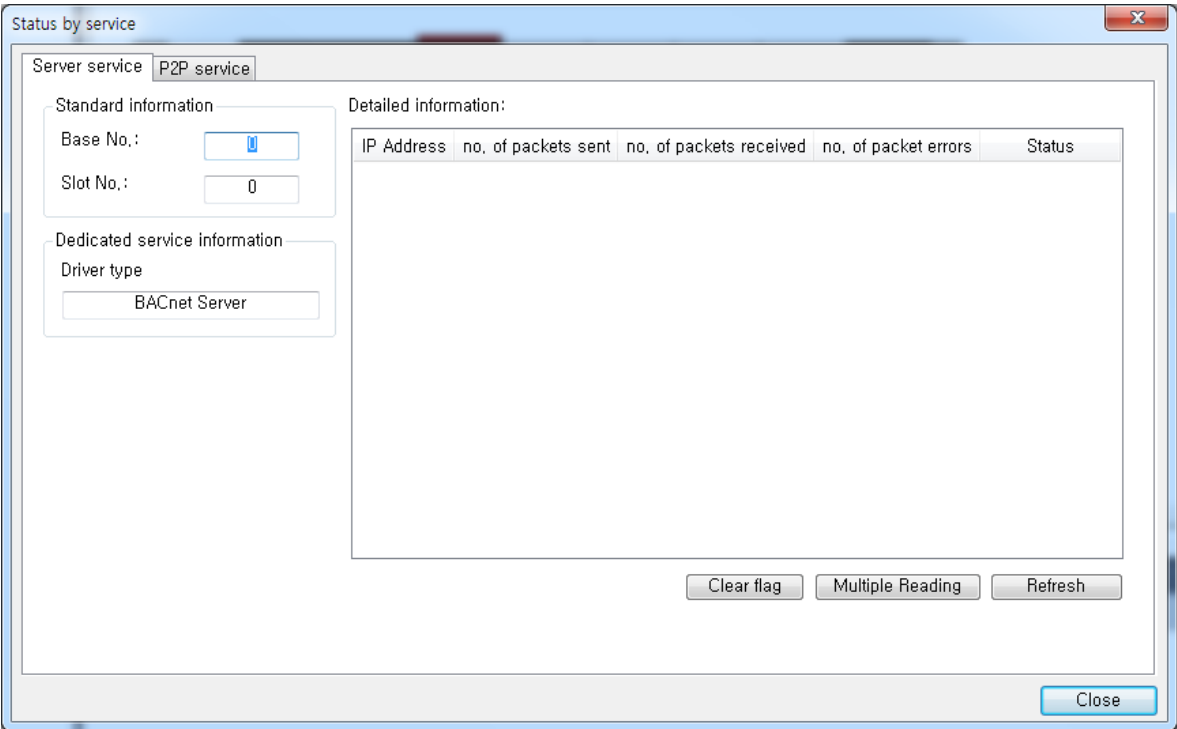 Status by service
Server service P2P service
Standard information
Base No.: 0
Slot No.: 0
Dedicated service information
Driver type
BACnet Server
Detailed information:
IP Address no. of packets sent no. of packets received no. of packet errors Status
Clear flag Multiple Reading Refresh
Close